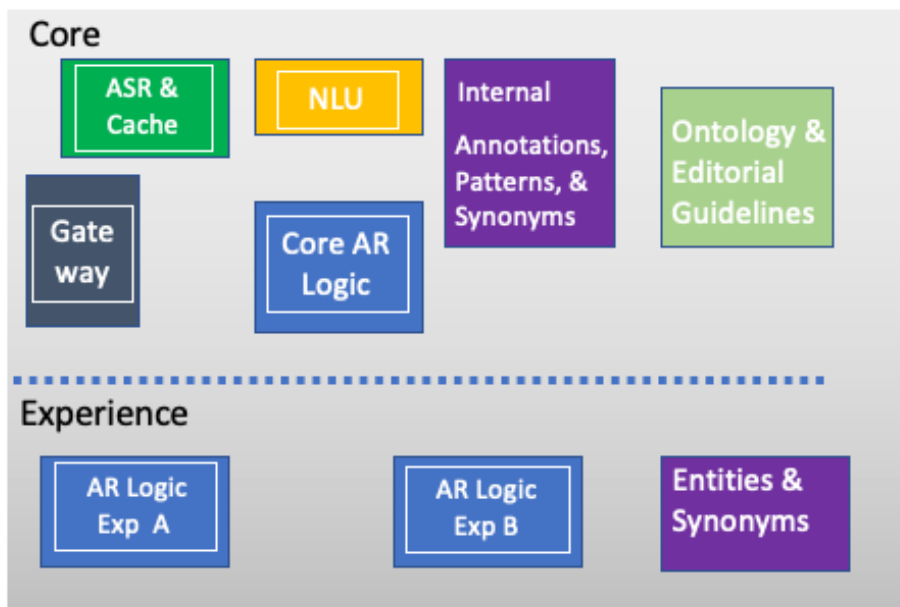 Core
ASR &
Cache
NLU
Internal
Annotations,
Patterns, &
Synonyms
Ontology &
Editorial
Guidelines
Gate
way
Core AR
Logic
Experience
AR Logic
Exp A
AR Logic
Exp B
Entities &
Synonyms